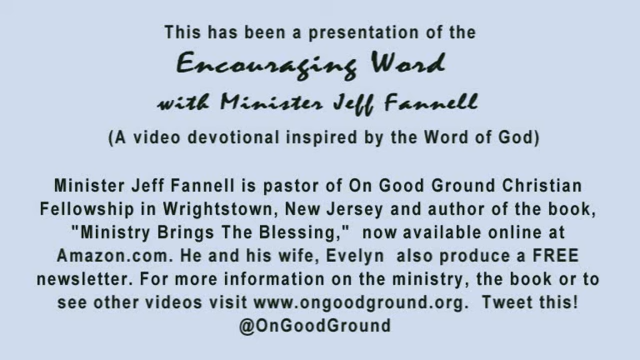 This has been a presentation of the
Encouraging Word
with Minister Jeff Fannell
(A video devotional inspired by the Word of God)
Minister Jeff Fannell is pastor of On Good Ground Christian
Fellowship in Wrightstown, New Jersey and author of the book,
"Ministry Brings The Blessing,"  now available online at
Amazon.com. He and his wife, Evelyn  also produce a FREE
newsletter. For more information on the ministry, the book or to
see other videos visit www.ongoodground.org.  Tweet this!
@OnGoodGround